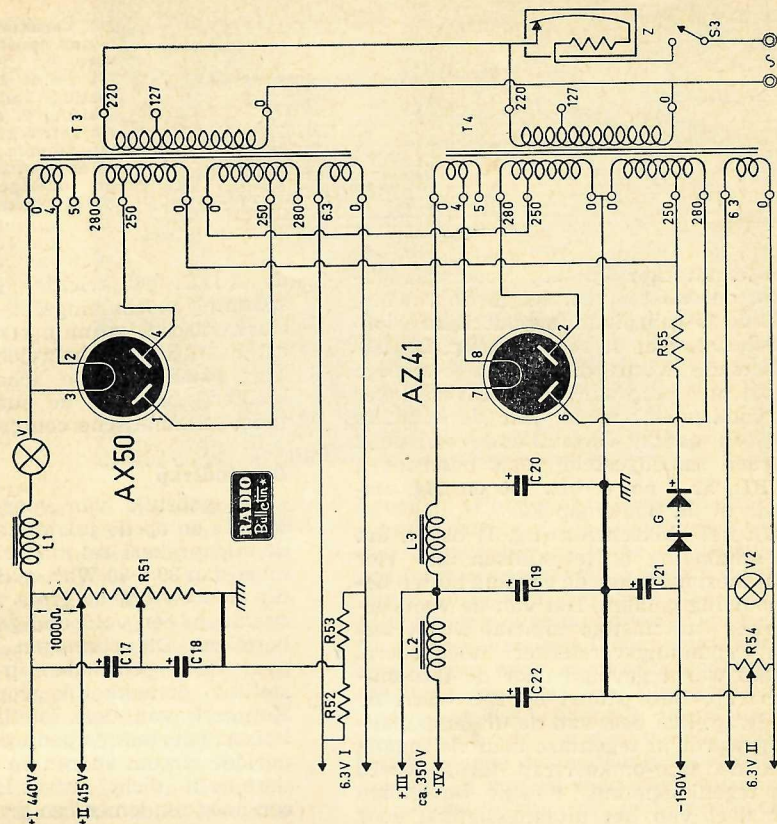 Z
S3
220
127
0
T3
220
127
0
T4
0
4
5
280
250
0
0
250
280
6.3
0
0
4
5
280
250
0
0
250
280
6.3
0
3
2
4
AX50
V1
L1
1000Ω
R51
C17
C18
RADIO
Bulletin
R52
R53
7
8
2
6
AZ41
L2
L3
C22
C19
C20
C21
R55
G
V2
R34
+I 440V
+II 415V
6.3V I
+III
ca. 350V
+IV
-150V
6.3V II